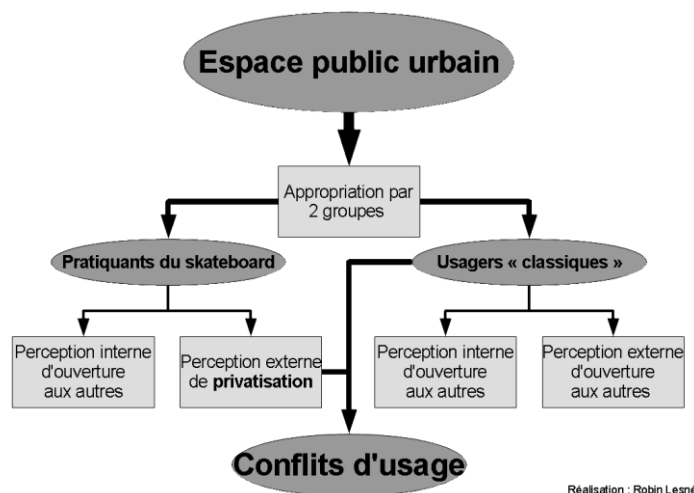 Espace public urbain
Appropriation par
2 groupes
Pratiquants du skateboard
Usagers « classiques »
Perception interne
d'ouverture
aux autres
Perception externe
de privatisation
Perception interne
d'ouverture
aux autres
Perception externe
d'ouverture
aux autres
Conflits d'usage
Réalisation : Robin Lesné